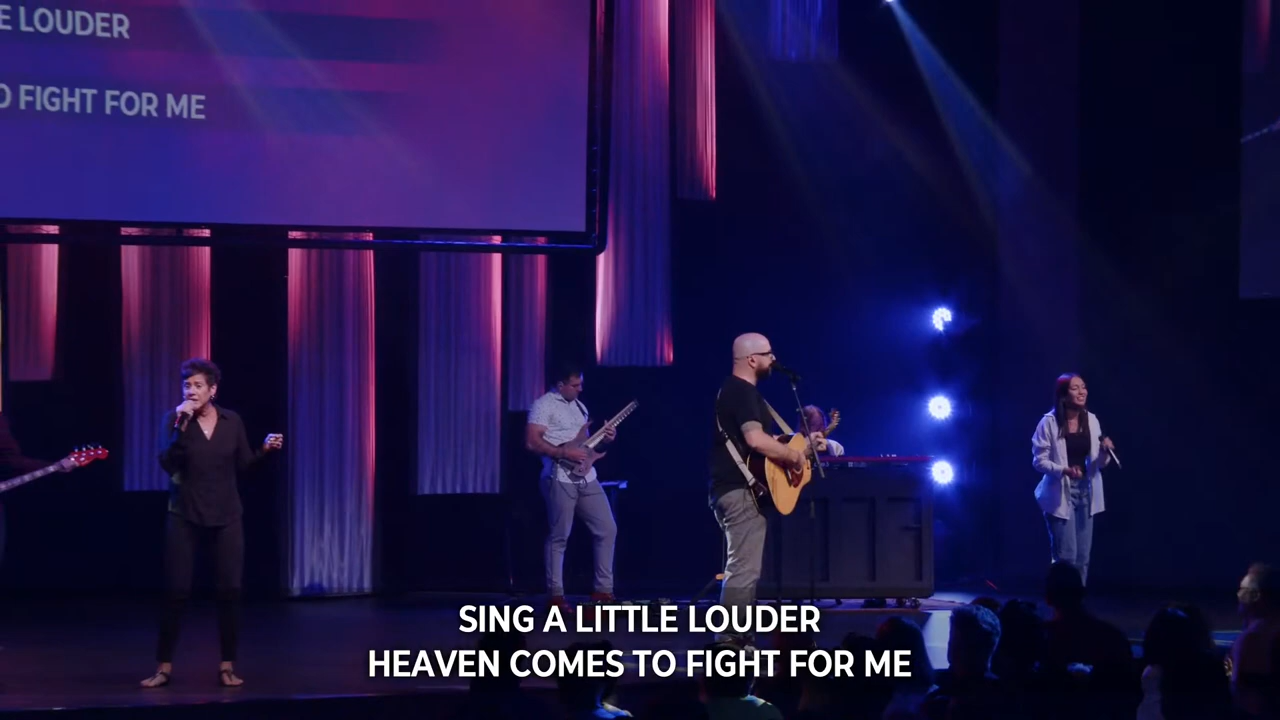 E LOUDER
O FIGHT FOR ME
SING A LITTLE LOUDER
HEAVEN COMES TO FIGHT FOR ME